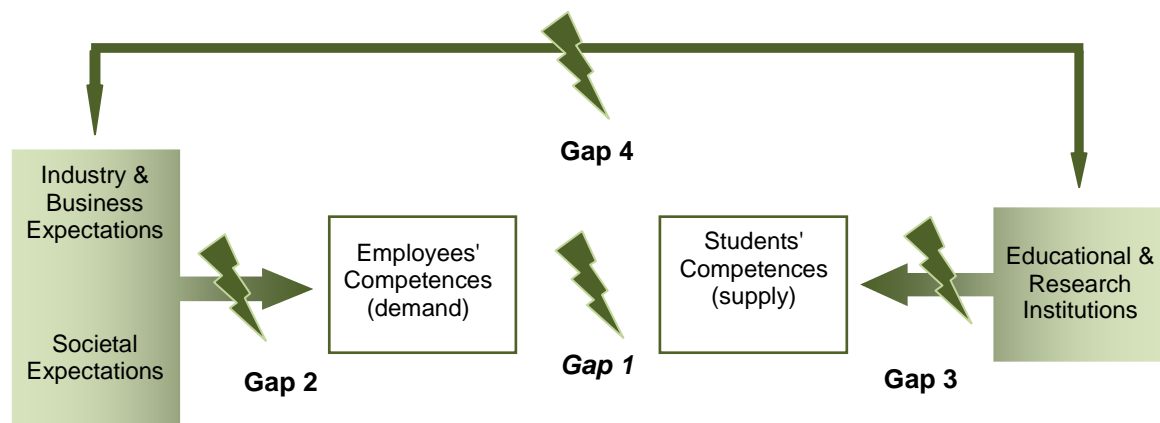 Gap 4
Industry &
Business
Expectations
Societal
Expectations
Gap 2
Employees'
Competences
(demand)
Gap 1
Students'
Competences
(supply)
Gap 3
Educational &
Research
Institutions